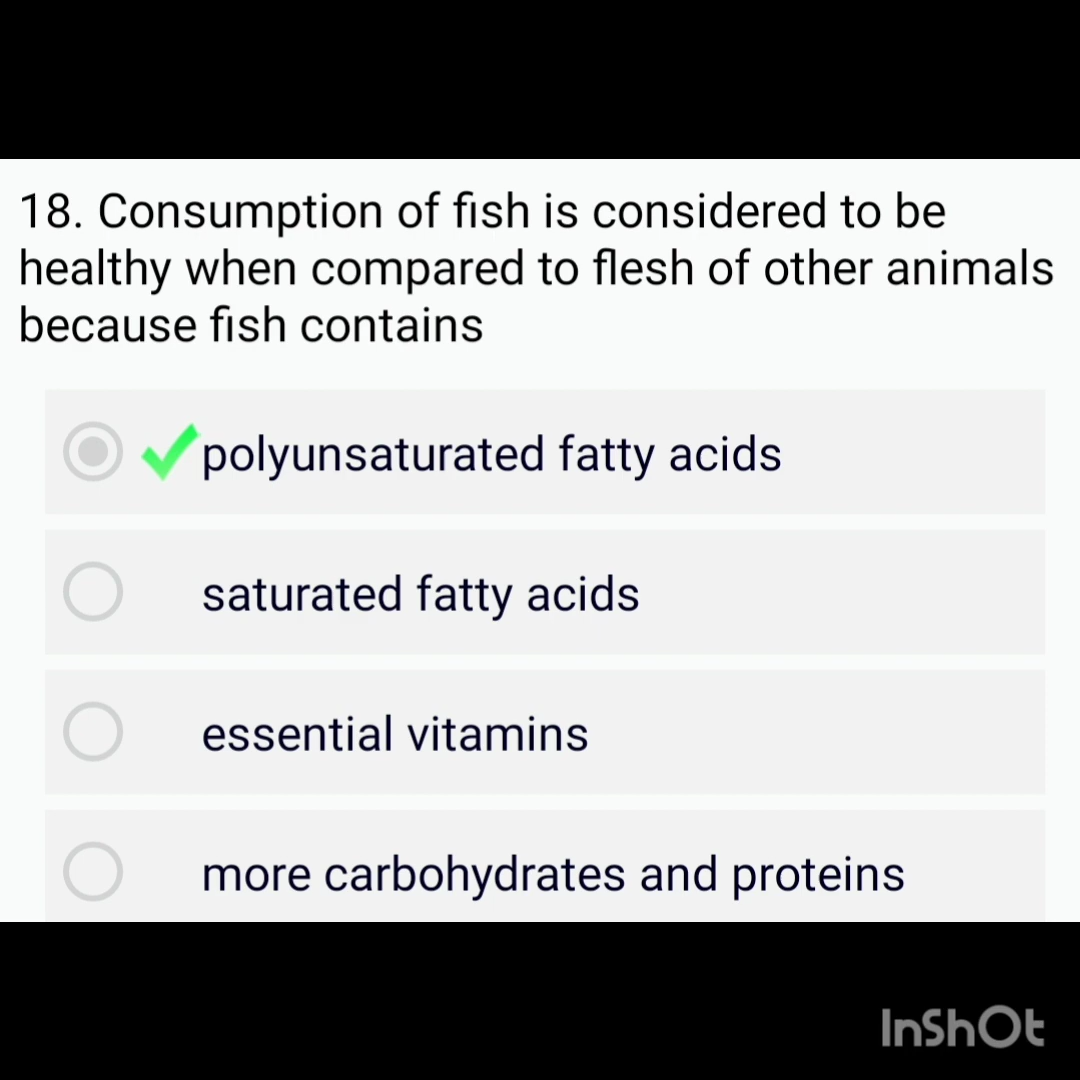 18. Consumption of fish is considered to be
healthy when compared to flesh of other animals
because fish contains
polyunsaturated fatty acids
saturated fatty acids
essential vitamins
more carbohydrates and proteins
InShOt